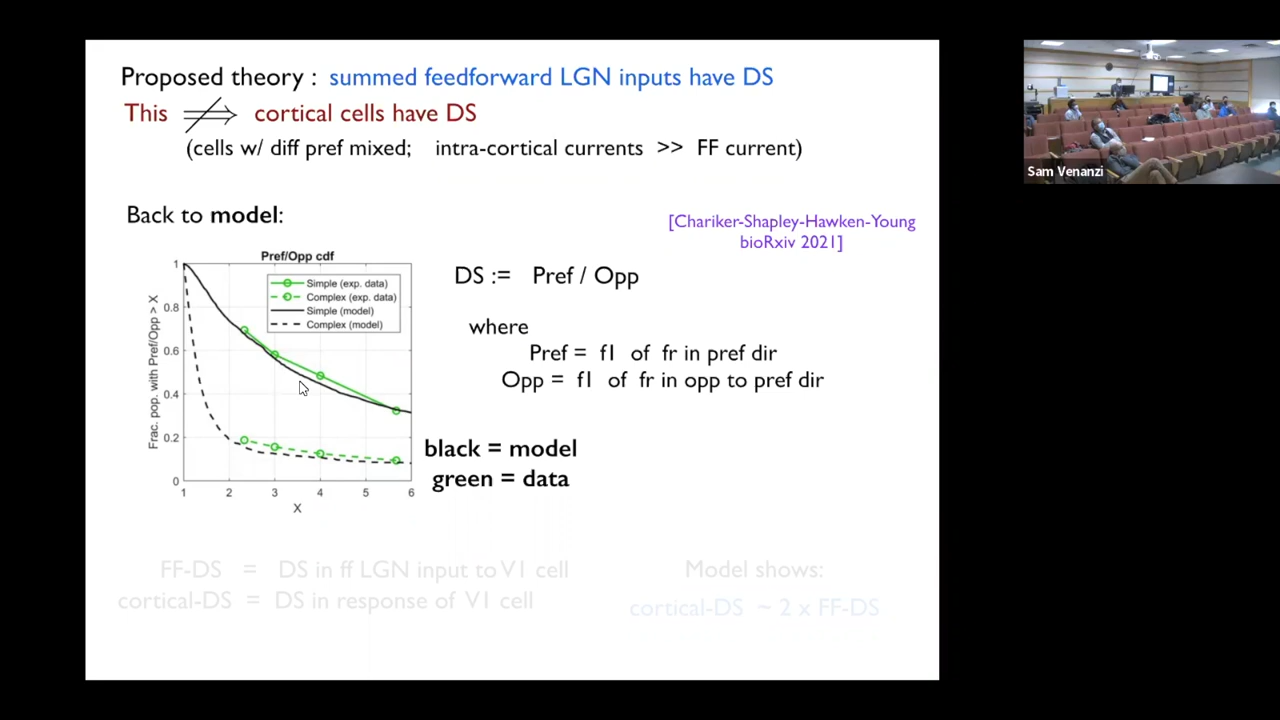 Proposed theory : summed feedforward LGN inputs have DS
This ⇏ cortical cells have DS
(cells w/ diff pref mixed; intra-cortical currents >> FF current)
Sam Venanzi
Back to model:
[Chariker-Shapley-Hawken-Young
bioRxiv 2021]
Pref/Opp cdf
Simple (exp. data)
Complex (exp. data)
Simple (model)
Complex (model)
Frac. pop. with Pref/Opp > X
1
0.8
0.6
0.4
0.2
0
1 2 3 4 5 6
X
DS := Pref / Opp
where
Pref = f1 of fr in pref dir
Opp = f1 of fr in opp to pref dir
black = model
green = data
FF-DS = DS in ff LGN input to V1 cell
cortical-DS = DS in response of V1 cell
Model shows:
cortical-DS ~ 2 x FF-DS